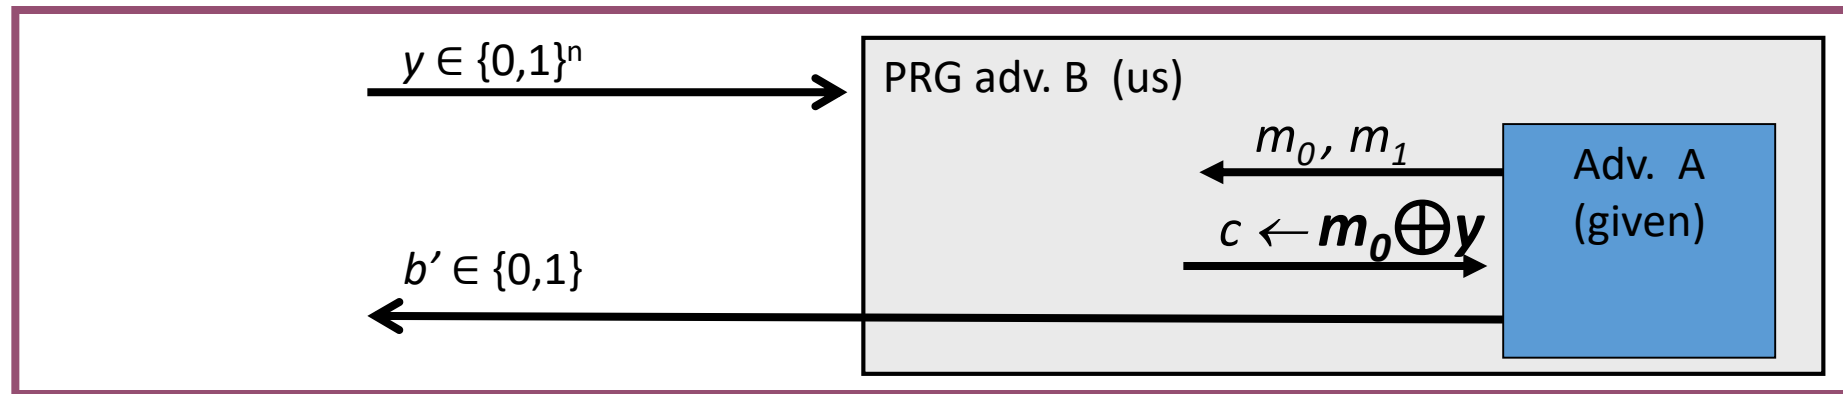 y ∈ {0,1}ⁿ
PRG adv. B (us)
m₀, m₁
Adv. A
(given)
c ← m₀⊕y
b’ ∈ {0,1}